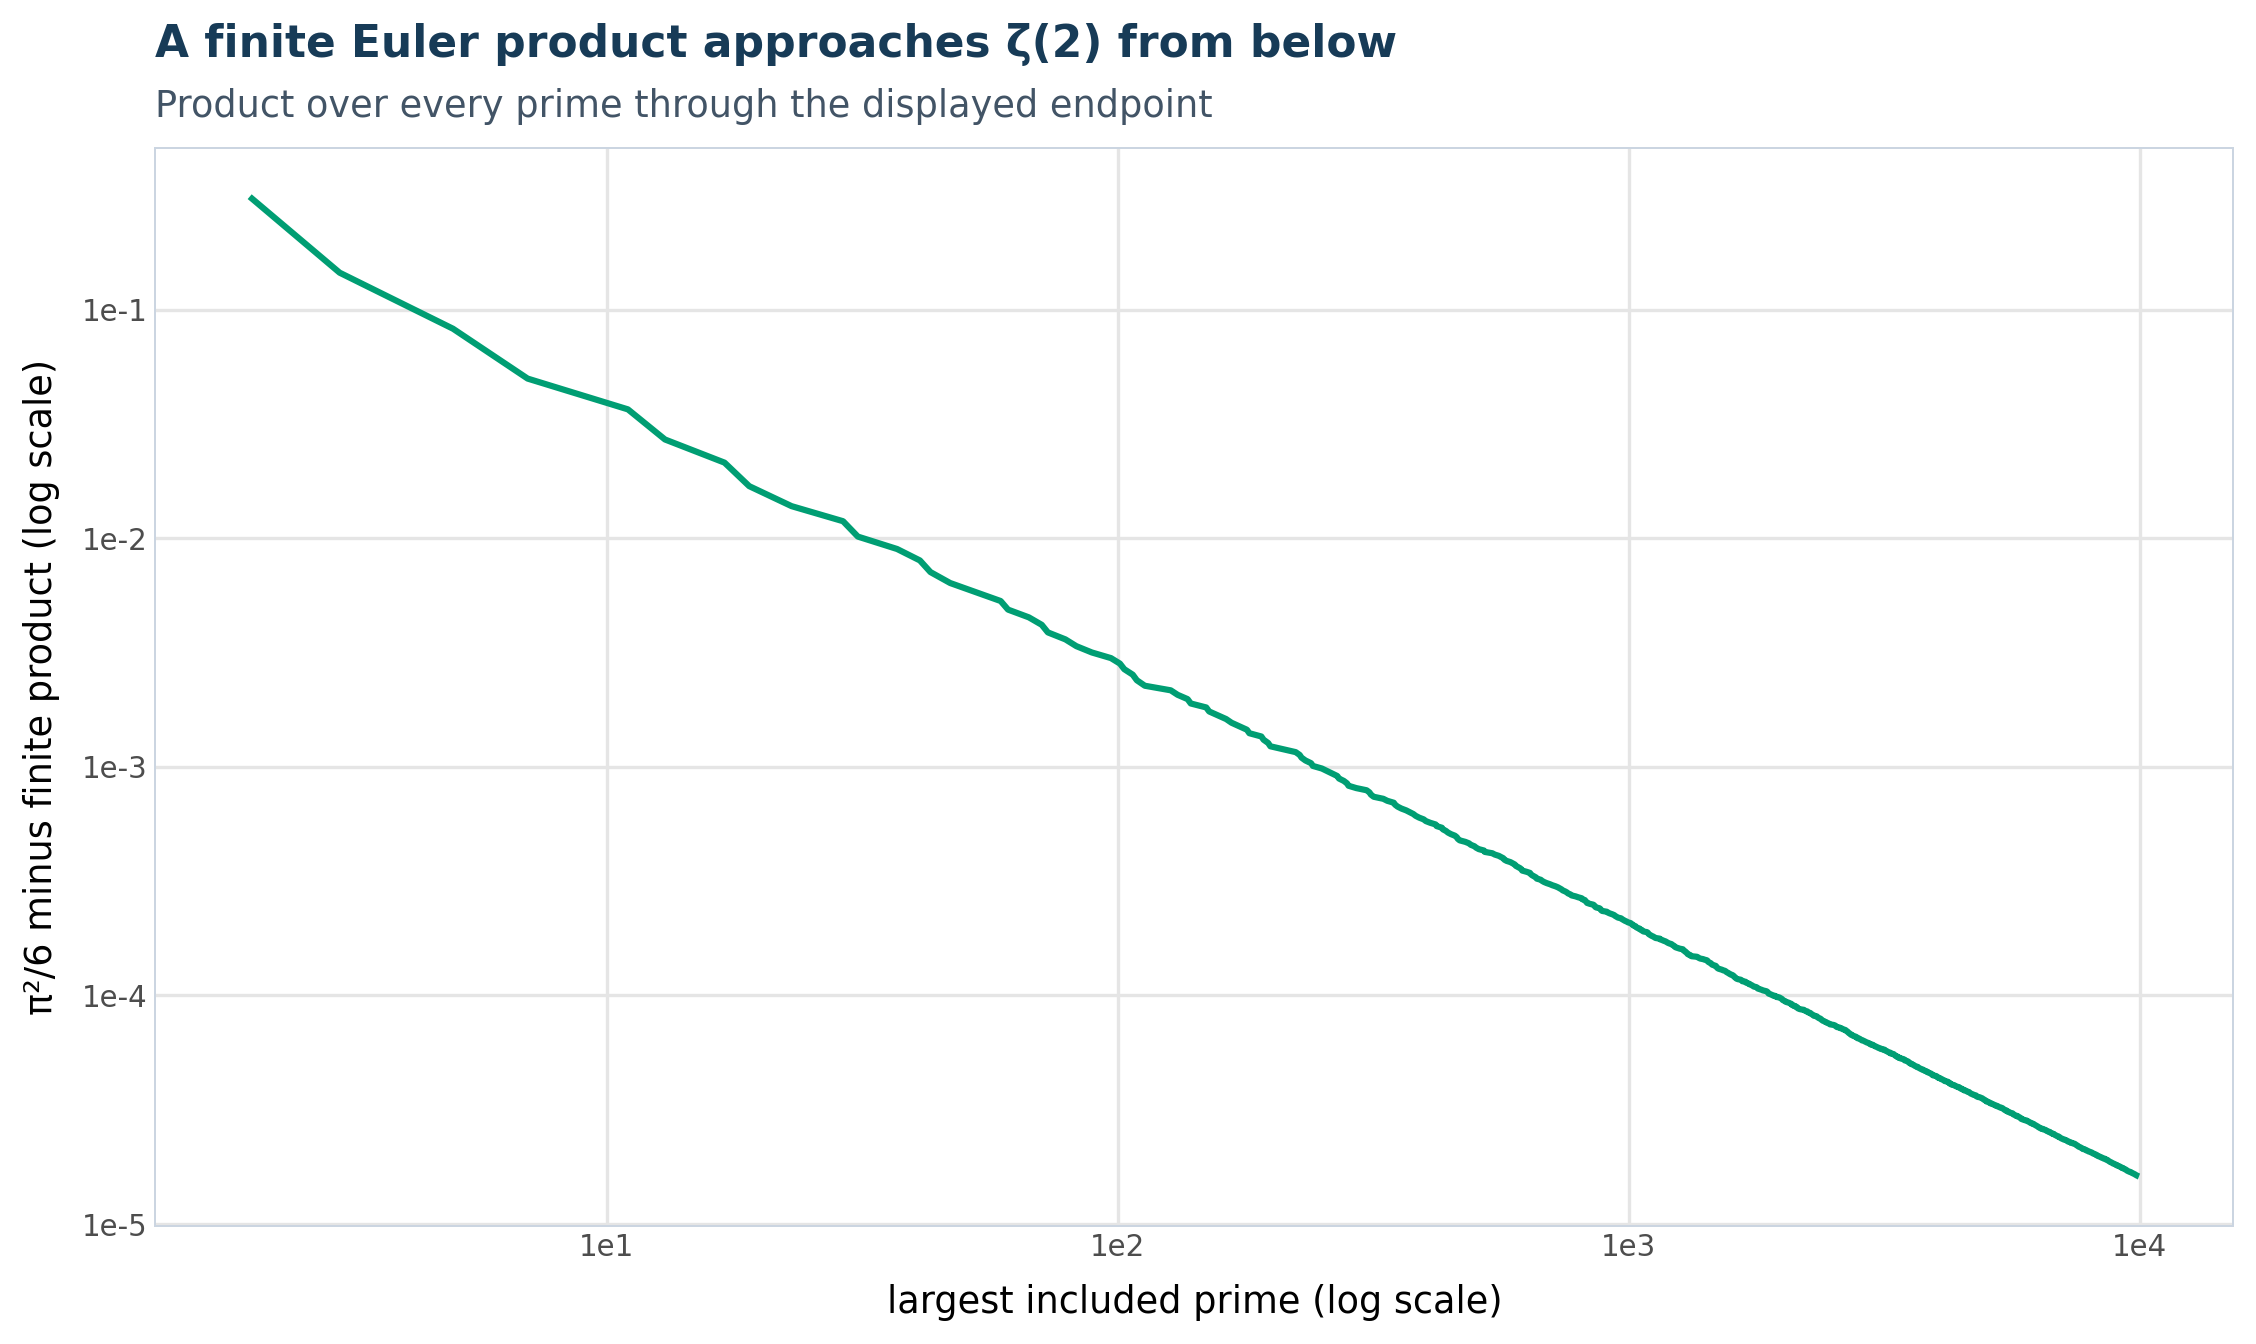 A finite Euler product approaches ζ(2) from below
Product over every prime through the displayed endpoint
π²/6 minus finite product (log scale)
1e-1
1e-2
1e-3
1e-4
1e-5
1e1
1e2
1e3
1e4
largest included prime (log scale)